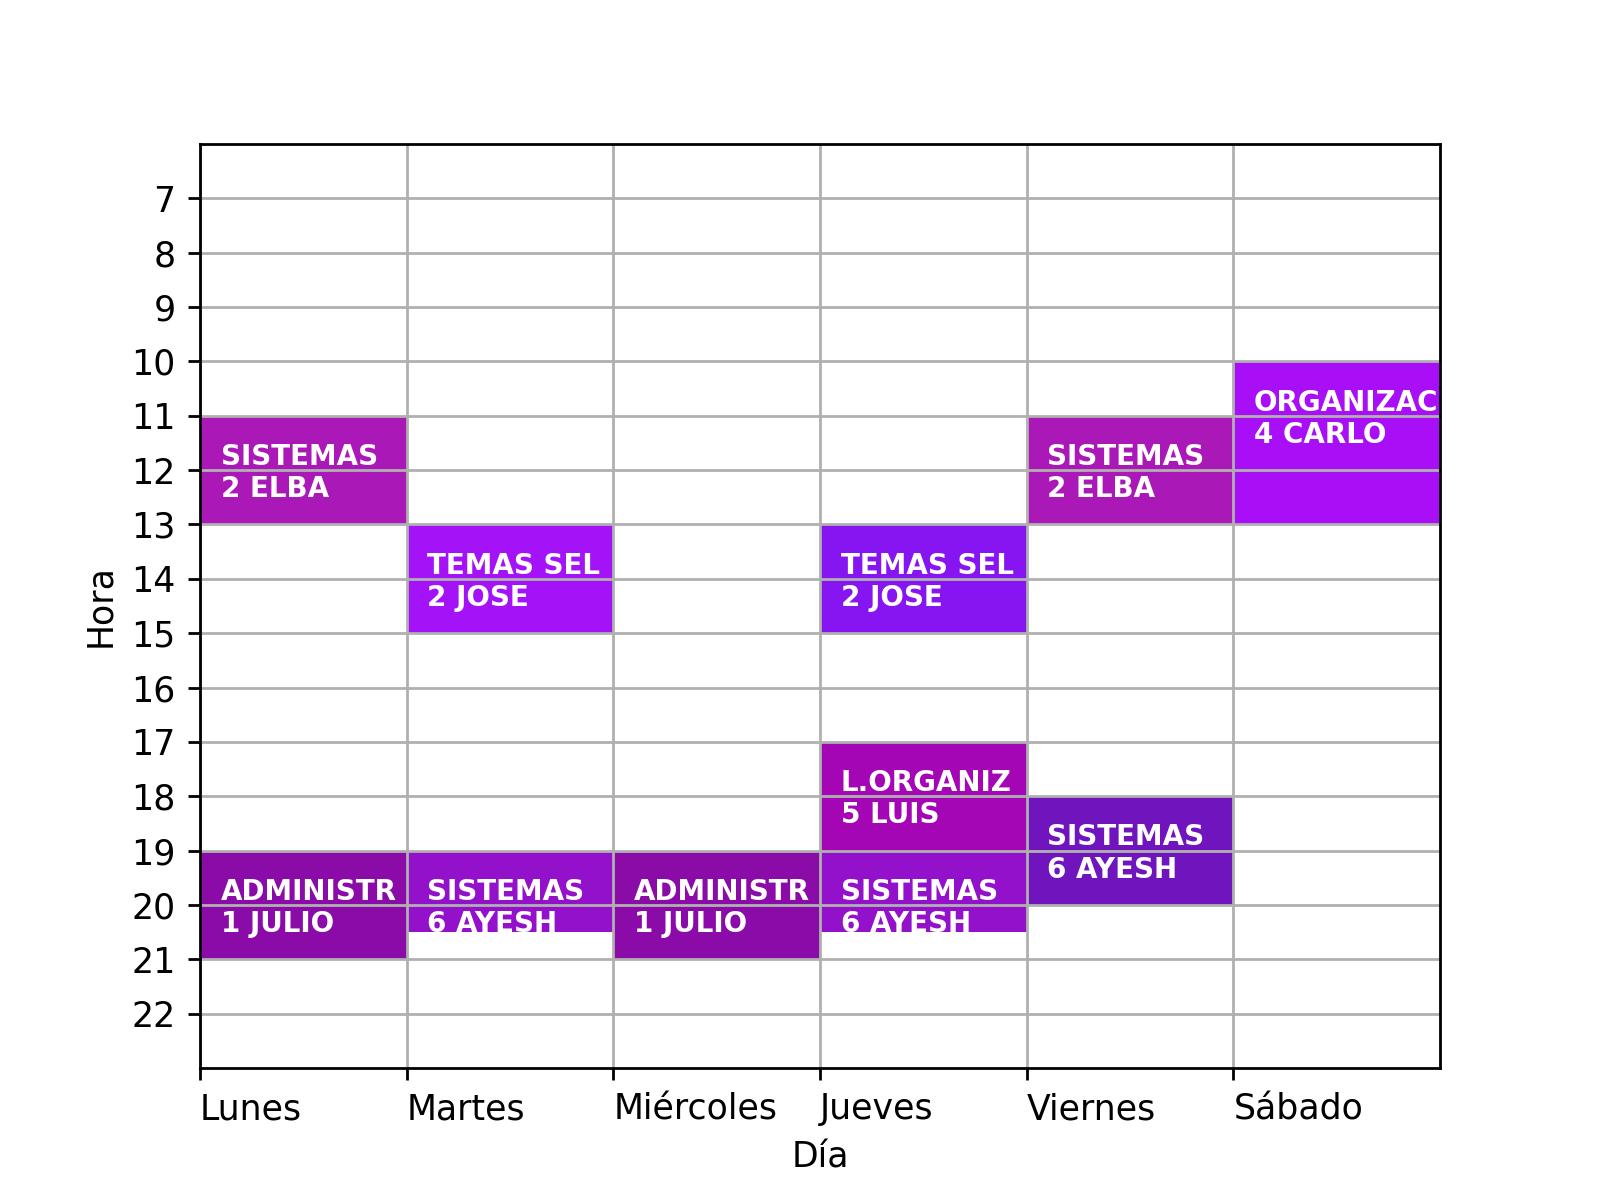 7
8
9
10
11
12
13
14
15
16
17
18
19
20
21
22
Hora
SISTEMAS
2 ELBA
ADMINISTR
1 JULIO
TEMAS SEL
2 JOSE
SISTEMAS
6 AYESH
ADMINISTR
1 JULIO
TEMAS SEL
2 JOSE
L.ORGANIZ
5 LUIS
SISTEMAS
6 AYESH
SISTEMAS
2 ELBA
SISTEMAS
6 AYESH
ORGANIZAC
4 CARLO
Lunes Martes Miércoles Jueves Viernes Sábado
Día